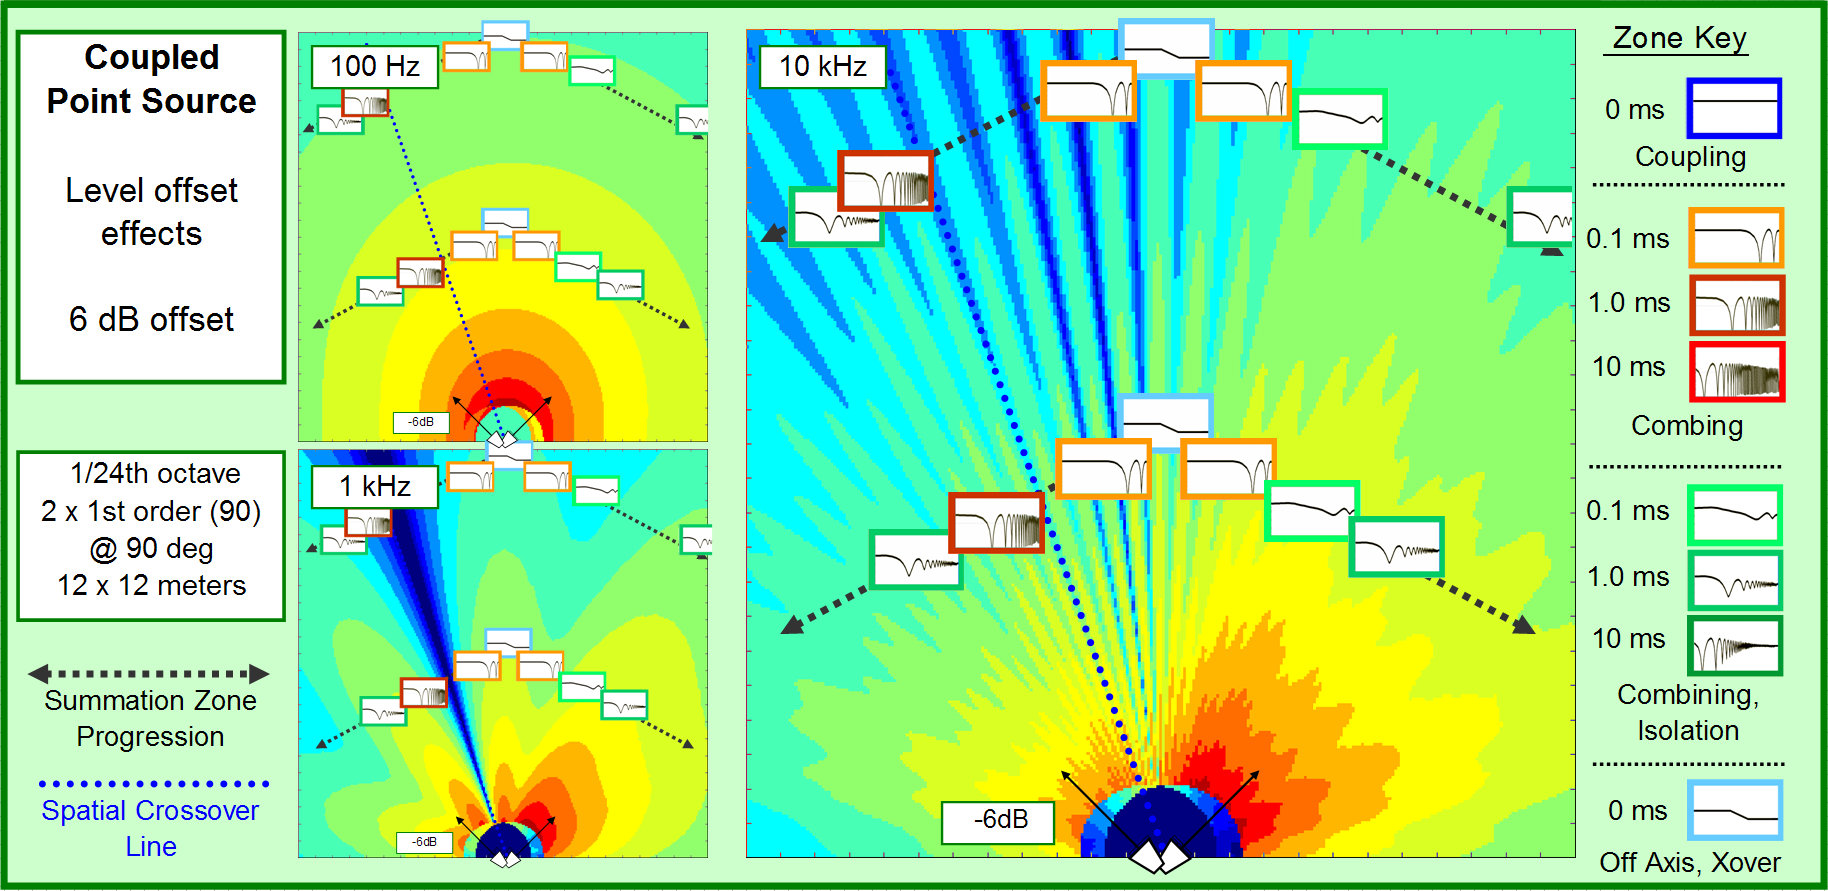 Coupled
Point Source
Level offset
effects
6 dB offset
1/24th octave
2 x 1st order (90)
@ 90 deg
12 x 12 meters
Summation Zone
Progression
Spatial Crossover
Line
100 Hz
-6dB
1 kHz
-6dB
10 kHz
-6dB
Zone Key
0 ms
Coupling
0.1 ms
1.0 ms
10 ms
Combing
0.1 ms
1.0 ms
10 ms
Combining,
Isolation
0 ms
Off Axis, Xover